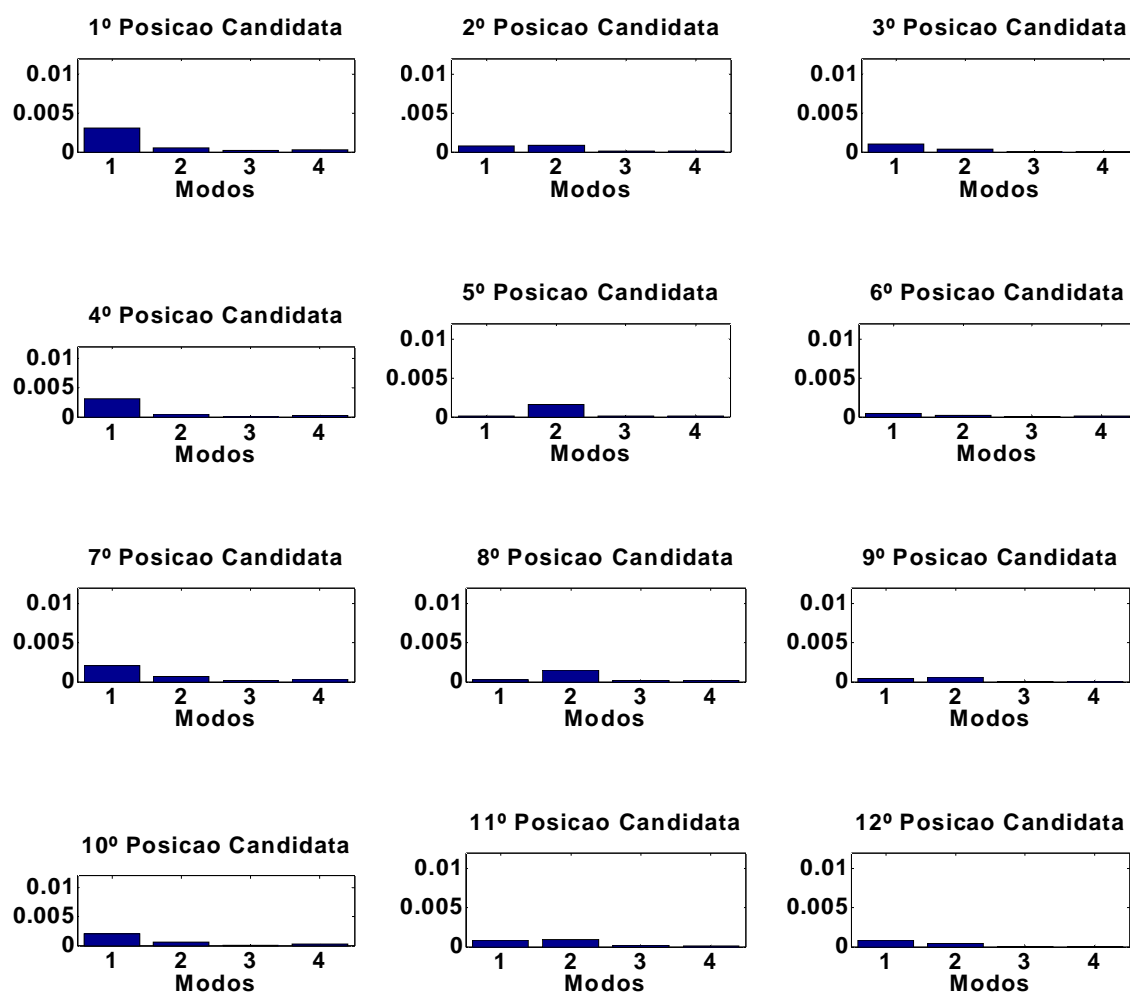 1º Posicao Candidata
0.01
0.005
0
1 2 3 4
Modos
2º Posicao Candidata
0.01
.005
0
1 2 3 4
Modos
3º Posicao Candidata
0.01
0.005
0
1 2 3 4
Modos
4º Posicao Candidata
0.01
0.005
0
1 2 3 4
Modos
5º Posicao Candidata
0.01
0.005
0
1 2 3 4
Modos
6º Posicao Candidata
0.01
0.005
0
1 2 3 4
Modos
7º Posicao Candidata
0.01
0.005
0
1 2 3 4
Modos
8º Posicao Candidata
0.01
0.005
0
1 2 3 4
Modos
9º Posicao Candidata
0.01
0.005
0
1 2 3 4
Modos
10º Posicao Candidata
0.01
0.005
0
1 2 3 4
Modos
11º Posicao Candidata
0.01
0.005
0
1 2 3 4
Modos
12º Posicao Candidata
0.01
0.005
0
1 2 3 4
Modos